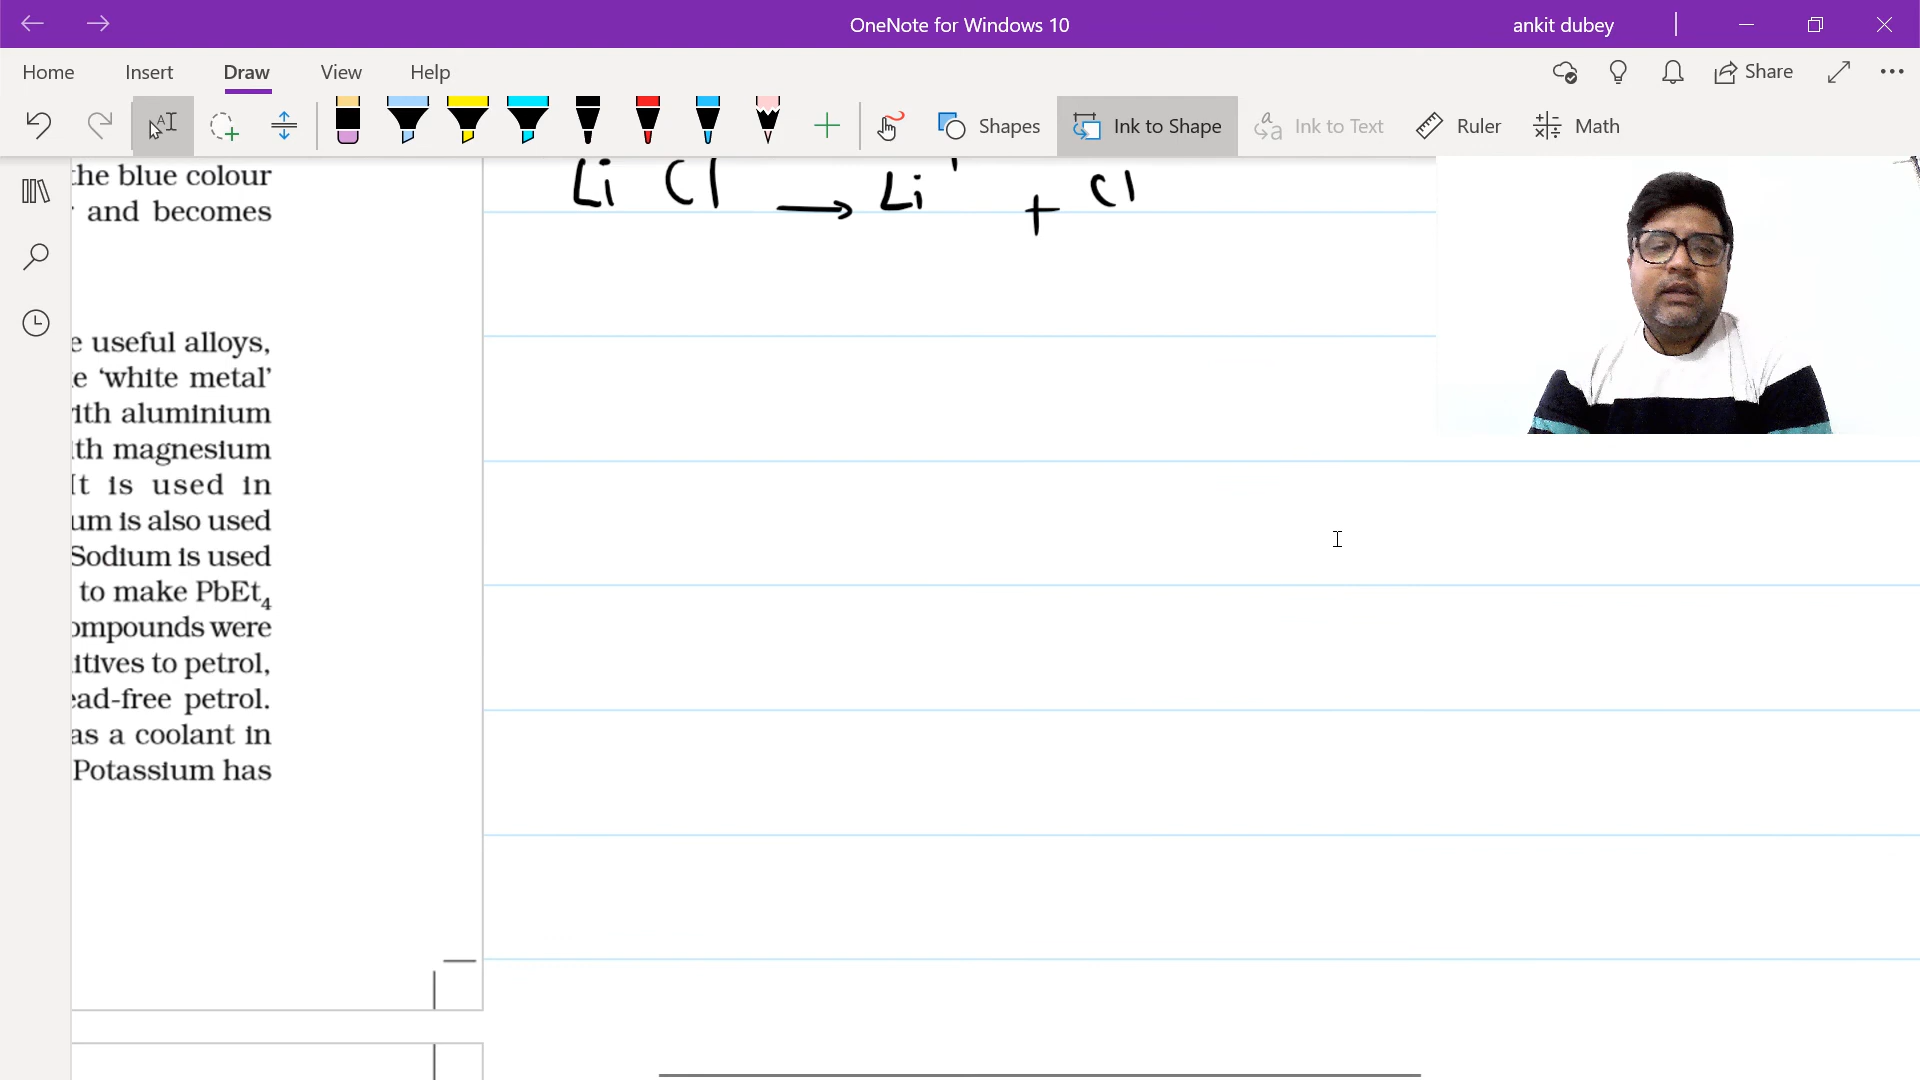 OneNote for Windows 10
ankit dubey
Home Insert Draw View Help
Share
Shapes Ink to Shape Ink to Text Ruler Math
the blue colour
and becomes
Li Cl → Li + Cl
e useful alloys,
e ‘white metal’
ith aluminium
th magnesium
It is used in
um is also used
Sodium is used
to make PbEt₄
ompounds were
itives to petrol,
ead-free petrol.
as a coolant in
Potassium has